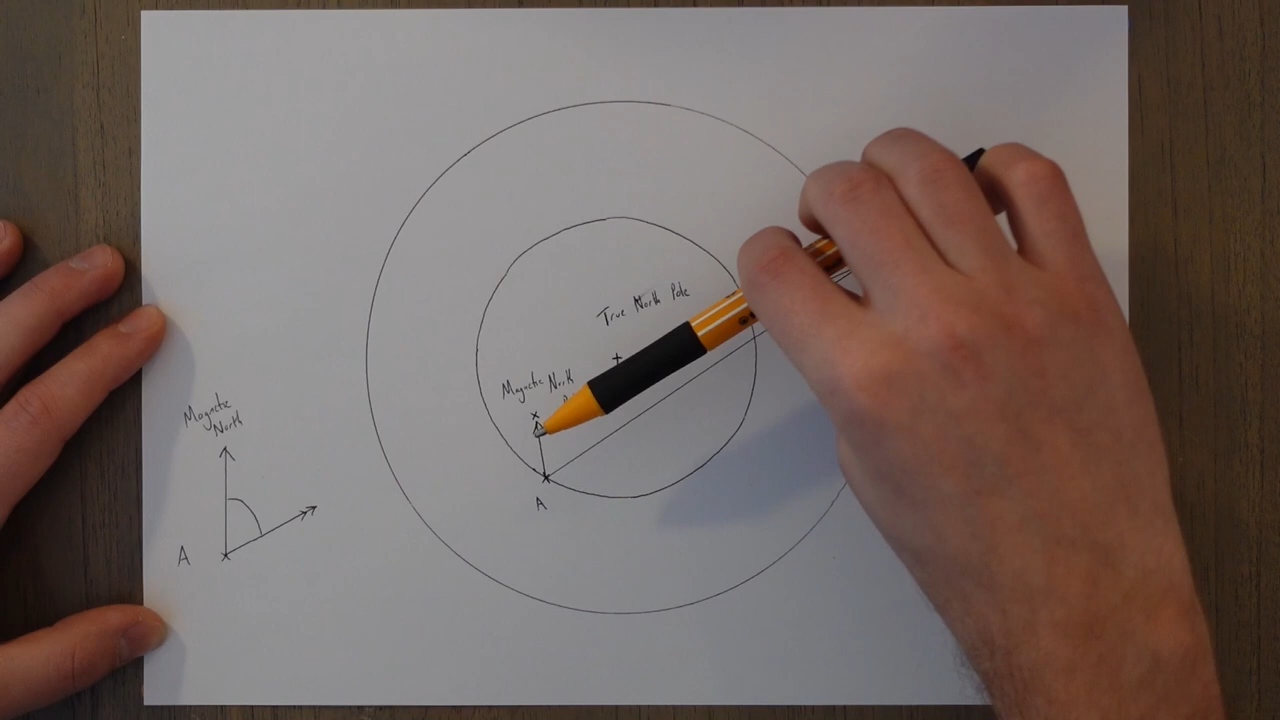 True North Pole
Magnetic North
Magnetic
North
A
A